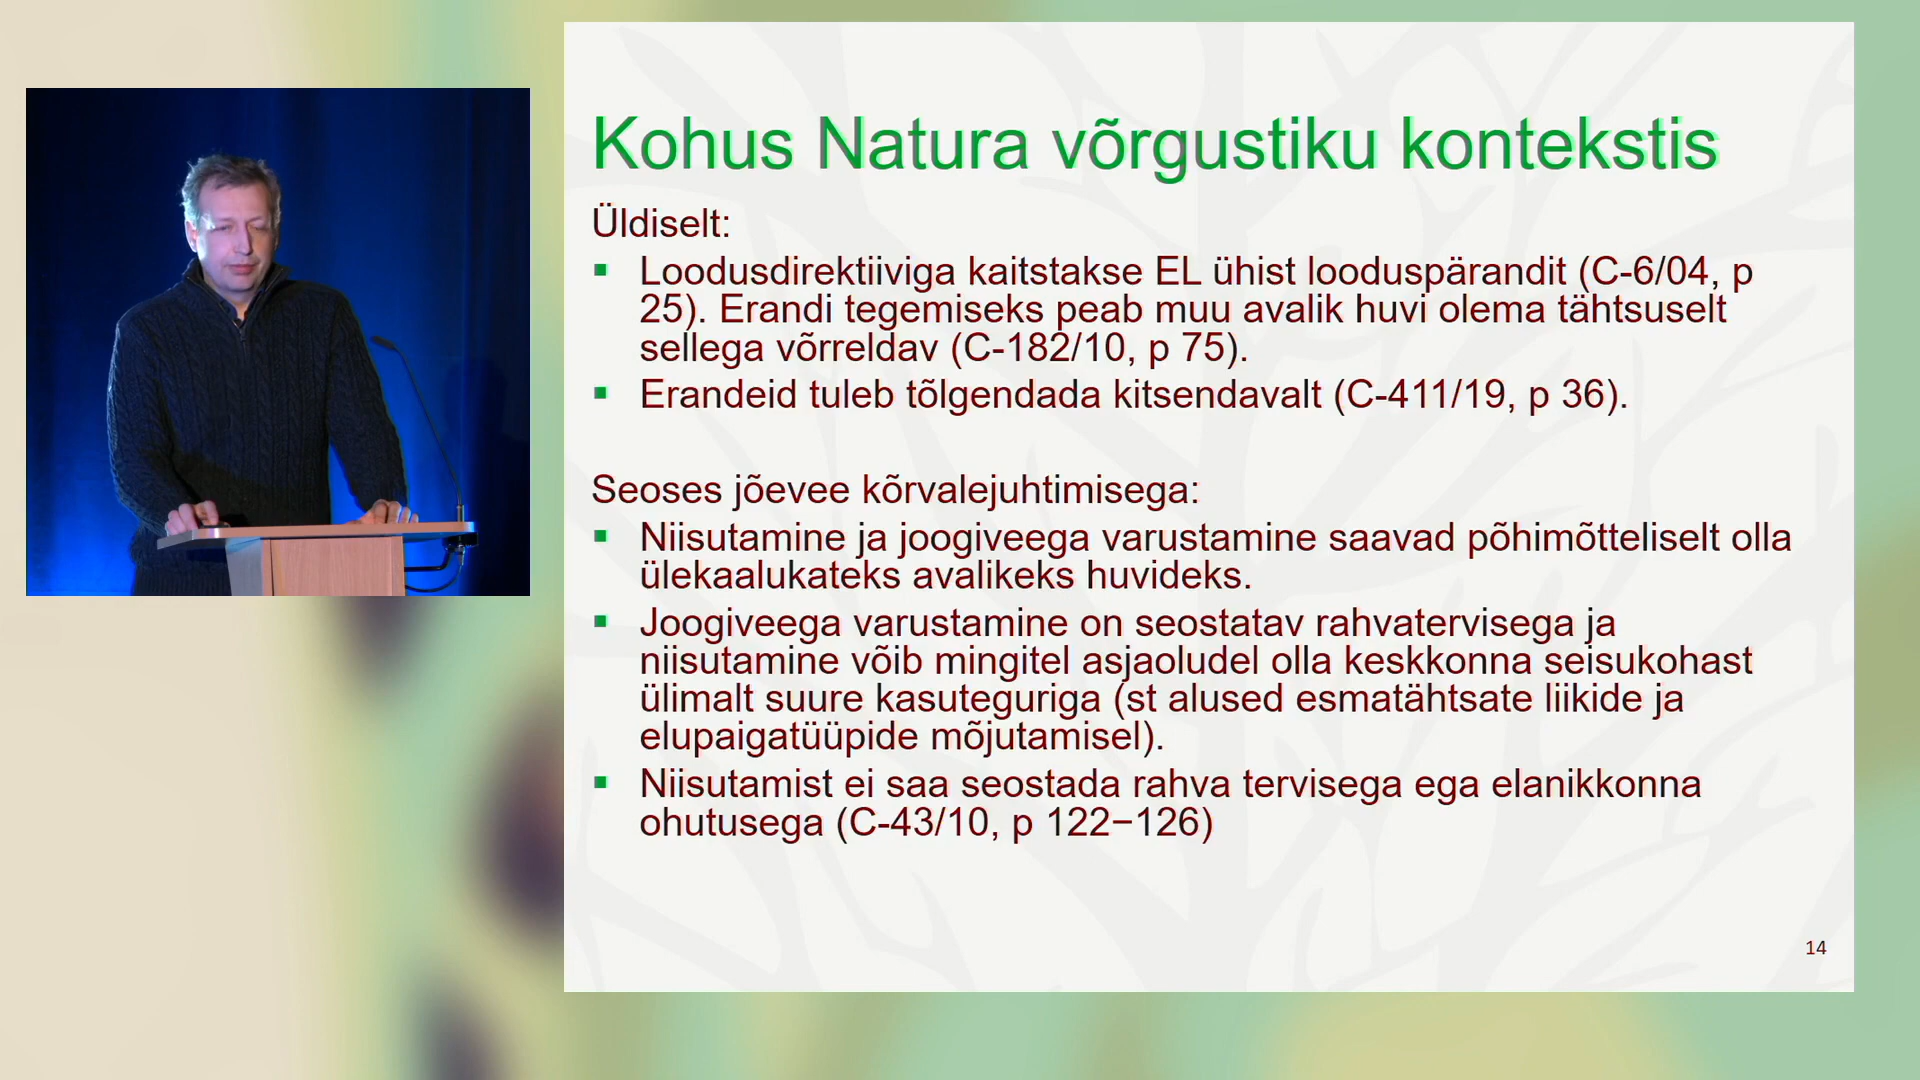 Kohus Natura võrgustiku kontekstis
Üldiselt:
Loodusdirektiiviga kaitstakse EL ühist looduspärandit (C-6/04, p
25). Erandi tegemiseks peab muu avalik huvi olema tähtsuselt
sellega võrreldav (C-182/10, p 75).
Erandeid tuleb tõlgendada kitsendavalt (C-411/19, p 36).
Seoses jõevee kõrvalejuhtimisega:
Niisutamine ja joogiveega varustamine saavad põhimõtteliselt olla
ülekaalukateks avalikeks huvideks.
Joogiveega varustamine on seostatav rahvatervisega ja
niisutamine võib mingitel asjaoludel olla keskkonna seisukohast
ülimalt suure kasuteguriga (st alused esmatähtsate liikide ja
elupaigatüüpide mõjutamisel).
Niisutamist ei saa seostada rahva tervisega ega elanikkonna
ohutusega (C-43/10, p 122−126)
14